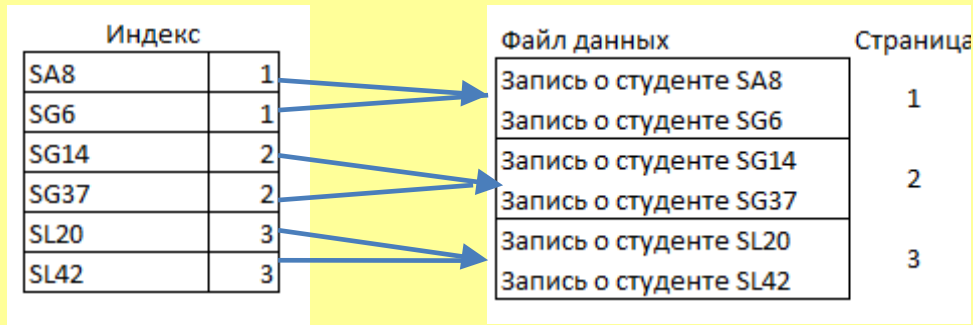 Индекс
SA8 1
SG6 1
SG14 2
SG37 2
SL20 3
SL42 3
Файл данных Страница
Запись о студенте SA8
1
Запись о студенте SG6
Запись о студенте SG14
2
Запись о студенте SG37
Запись о студенте SL20
3
Запись о студенте SL42